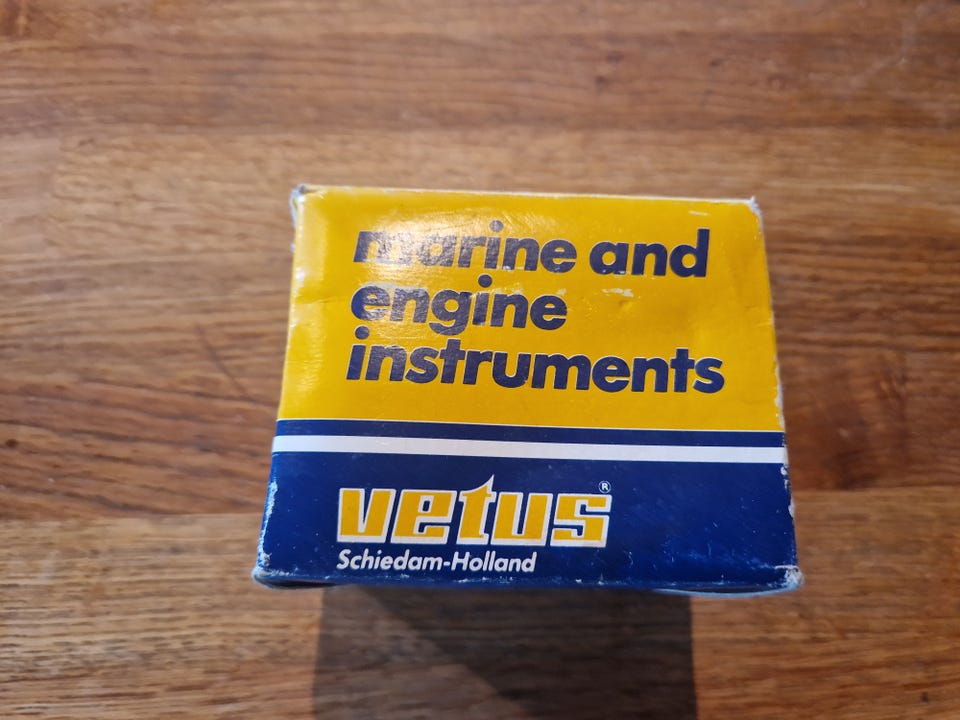 marine and
engine
instruments
vetus®
Schiedam-Holland